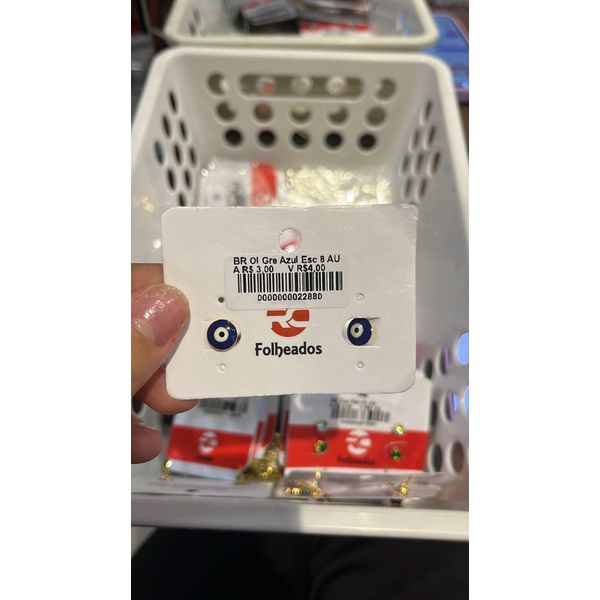 BR Ol Gre Azul Esc 8 AU
A R$ 3,00 V R$4,00
0000000022880
Folheados
Folheados